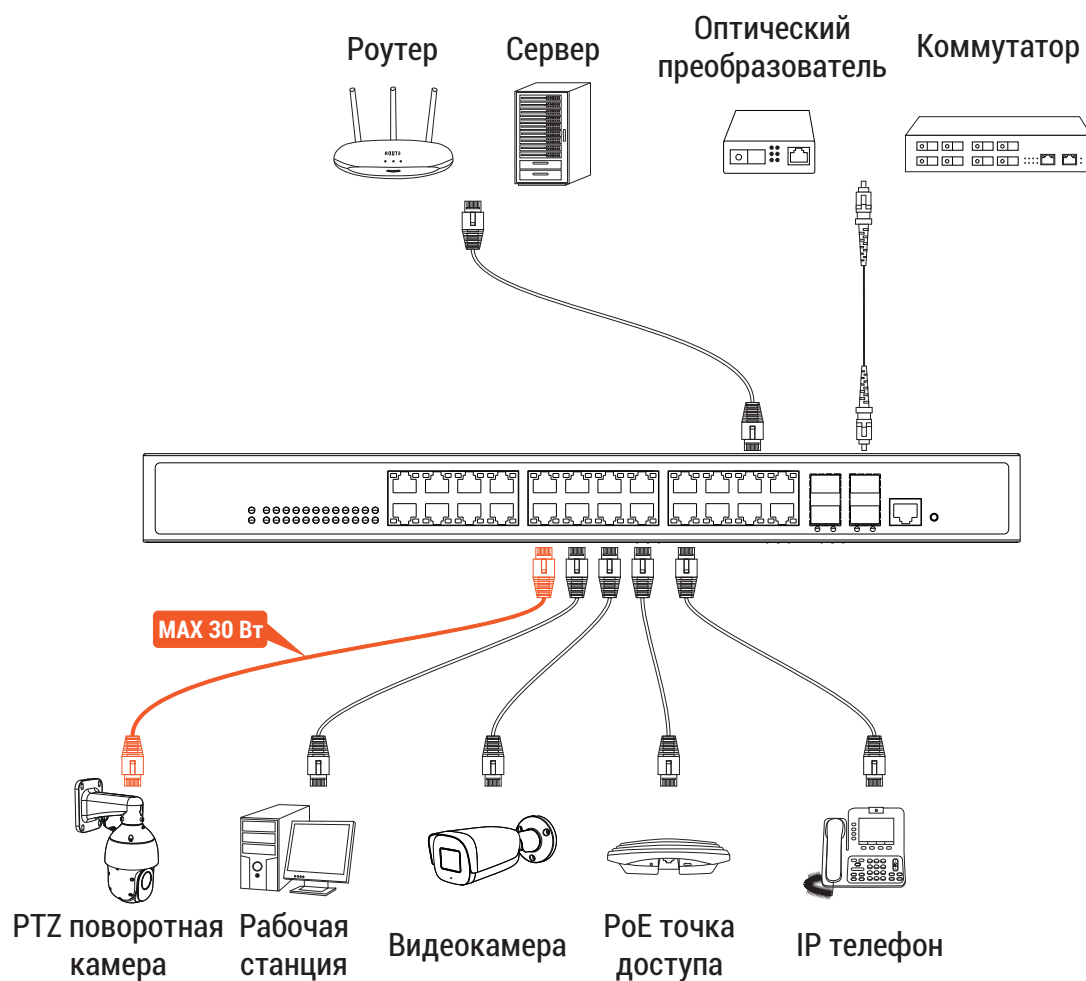 Роутер
Сервер
Оптический
преобразователь
Коммутатор
MAX 30 Вт
PTZ поворотная
камера
Рабочая
станция
Видеокамера
PoE точка
доступа
IP телефон